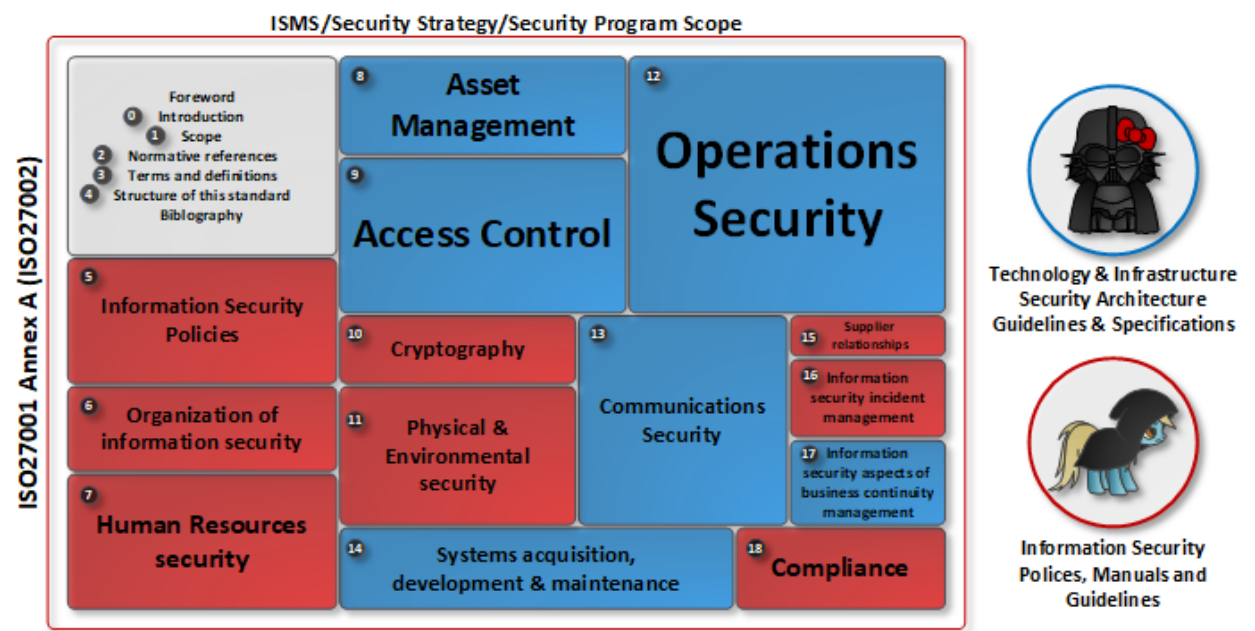 ISMS/Security Strategy/Security Program Scope
ISO27001 Annex A (ISO27002)
Foreword
0 Introduction
1 Scope
2 Normative references
3 Terms and definitions
4 Structure of this standard
Biblography
5
Information Security
Policies
6
Organization of
information security
7
Human Resources
security
8
Asset
Management
9
Access Control
10
Cryptography
11
Physical &
Environmental
security
12
Operations
Security
13
Communications
Security
14
Systems acquisition,
development & maintenance
15
Supplier
relationships
16 Information
security incident
management
17 Information
security aspects of
business continuity
management
18
Compliance
Technology & Infrastructure
Security Architecture
Guidelines & Specifications
Information Security
Polices, Manuals and
Guidelines